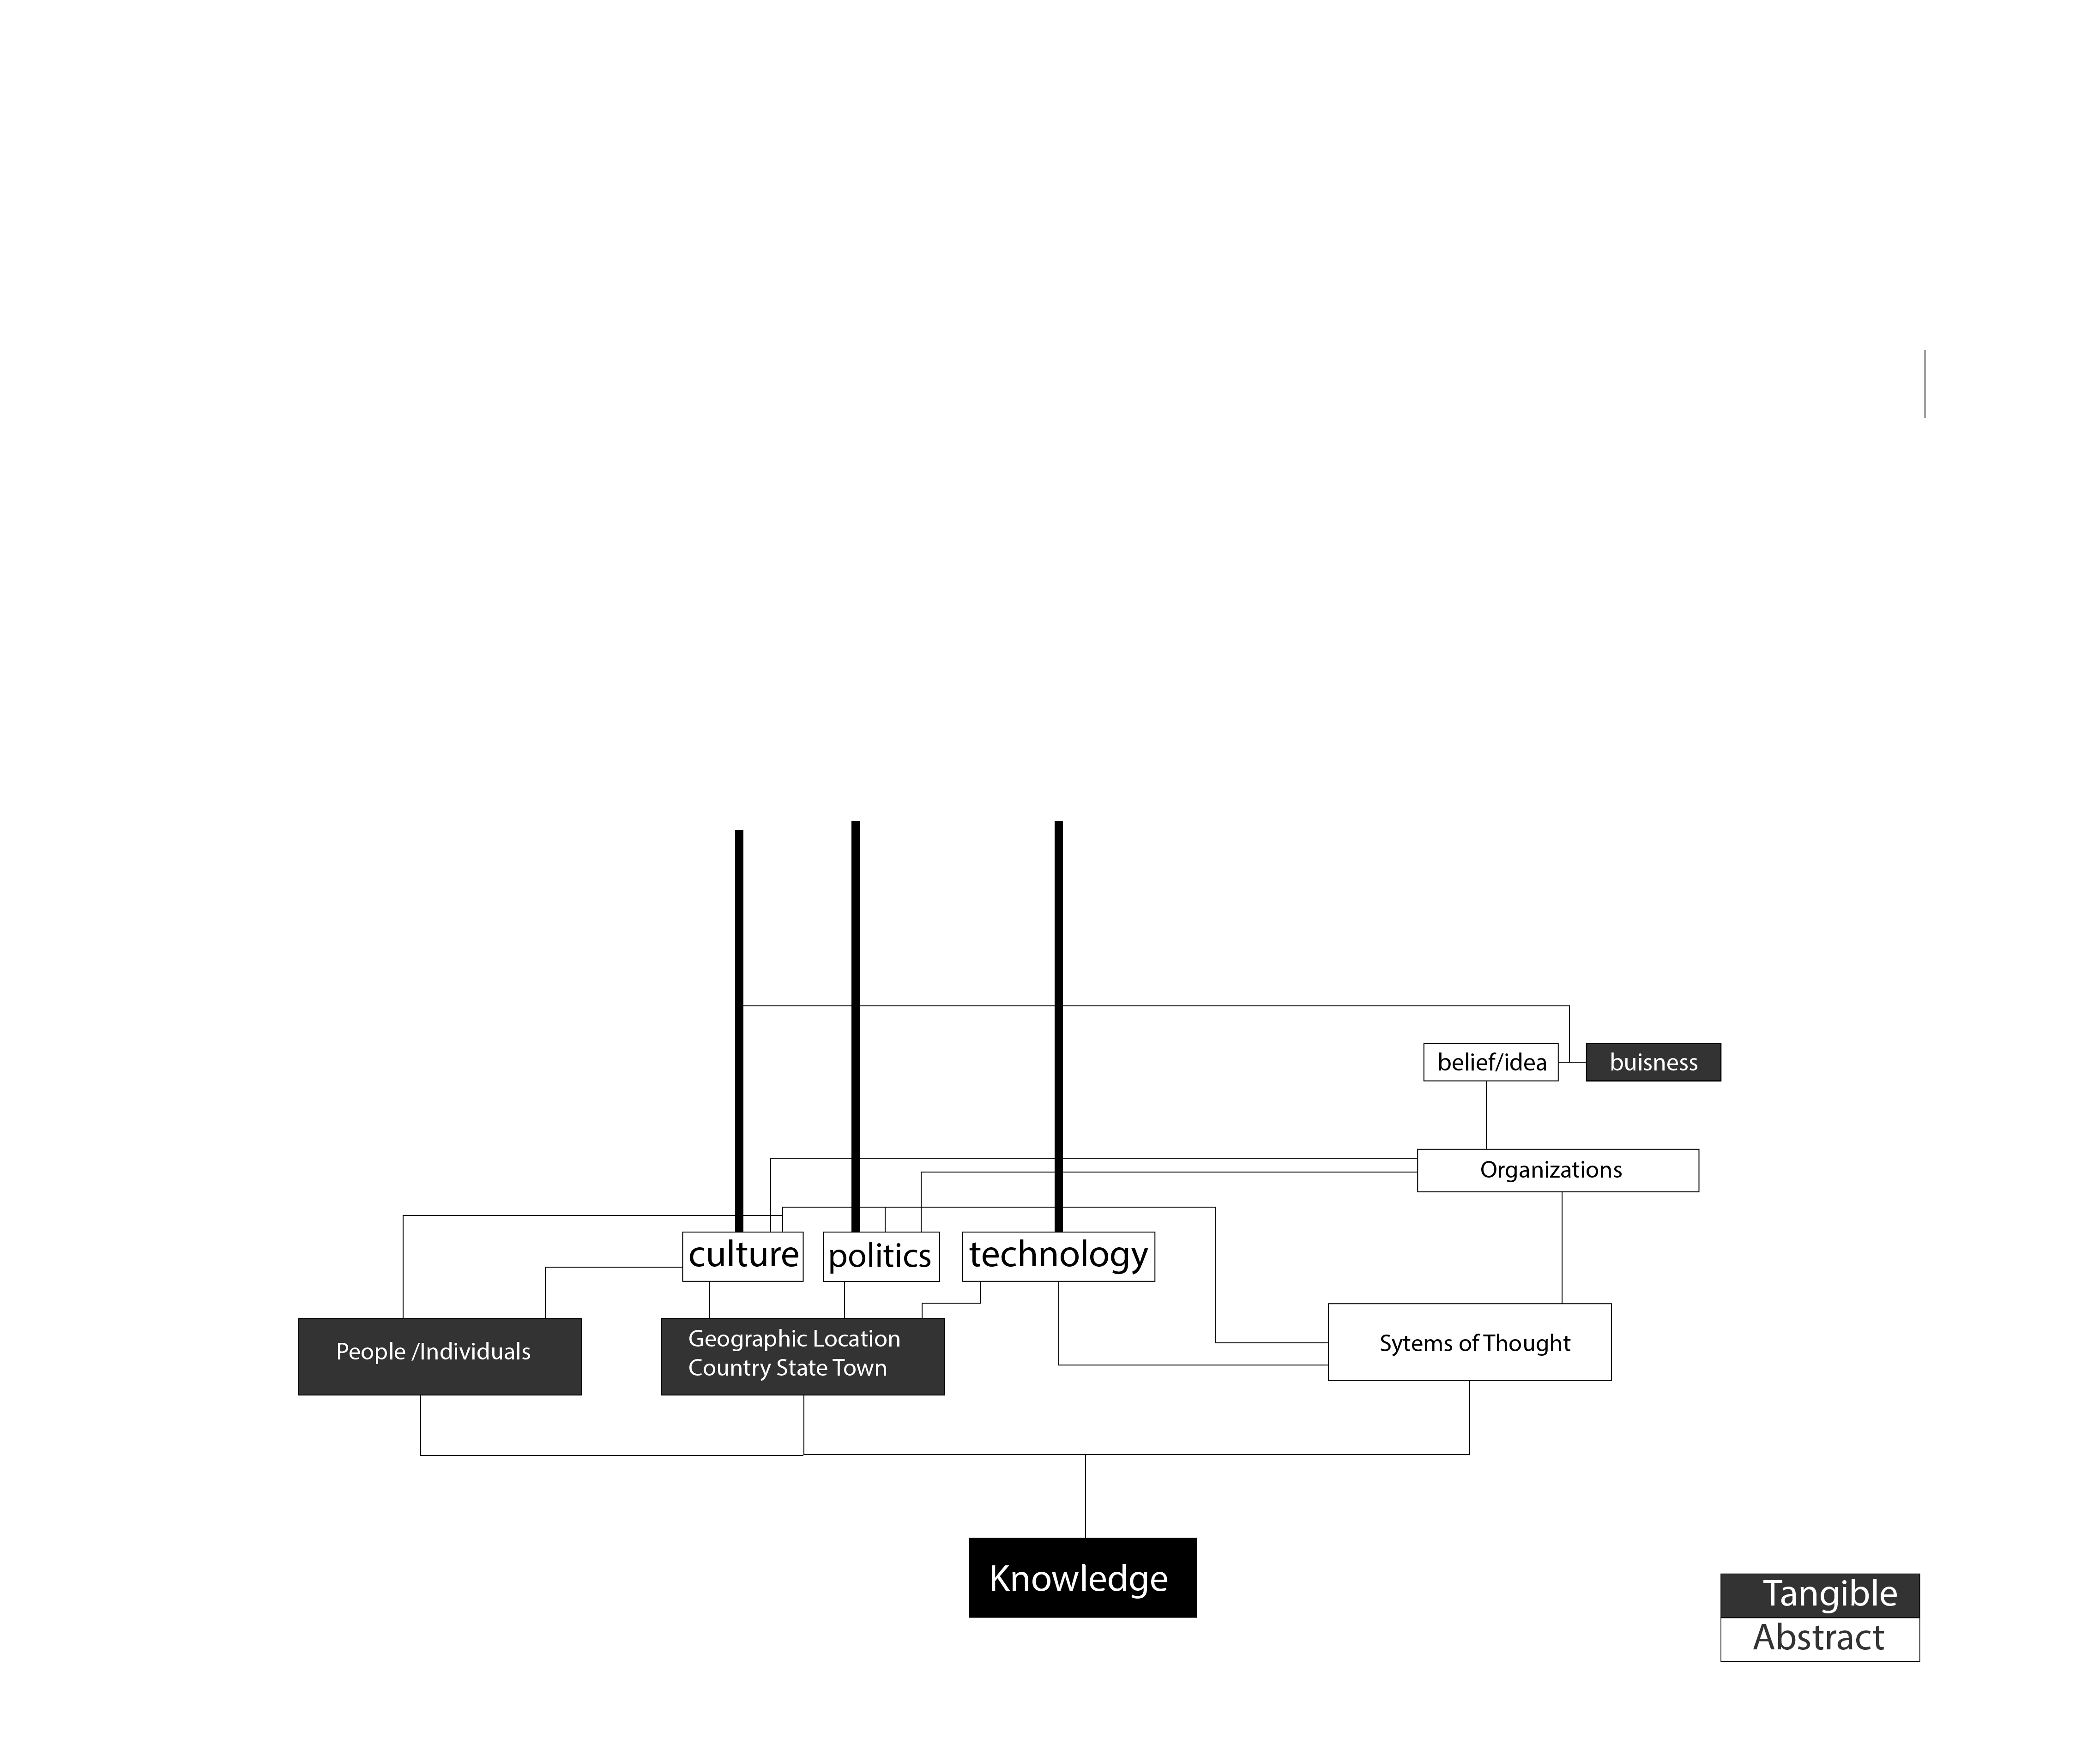 belief/idea
buisness
Organizations
culture
politics
technology
People /Individuals
Geographic Location
Country State Town
Sytems of Thought
Knowledge
Tangible
Abstract